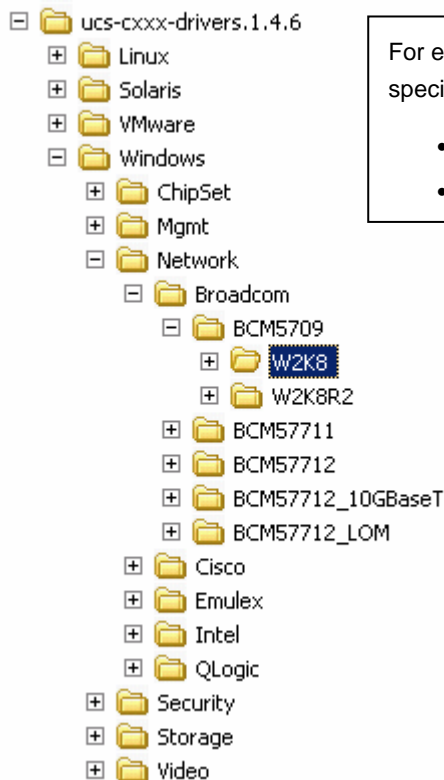 ucs-cxxx-drivers.1.4.6
Linux
Solaris
VMware
Windows
ChipSet
Mgmt
Network
Broadcom
BCM5709
W2K8
W2K8R2
BCM57711
BCM57712
BCM57712_10GBaseT
BCM57712_LOM
Cisco
Emulex
Intel
QLogic
Security
Storage
Video
For e
speci
•
•